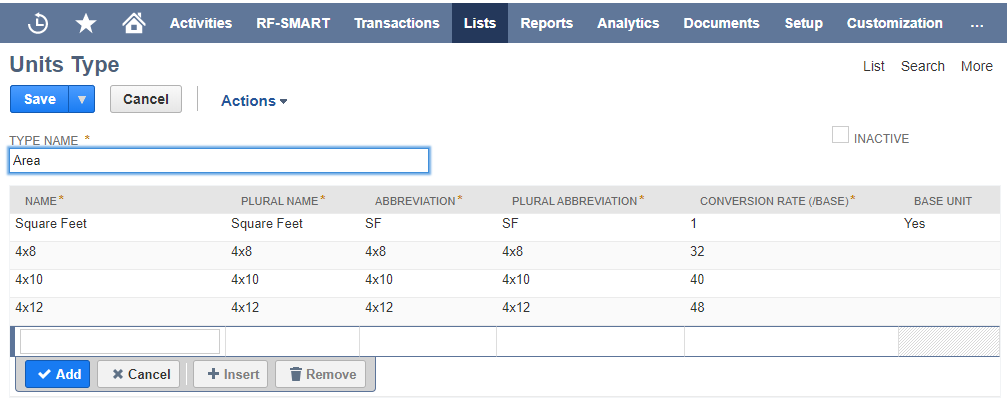 Activities RF-SMART Transactions Lists Reports Analytics Documents Setup Customization ...
Units Type List Search More
Save Cancel Actions
TYPE NAME * INACTIVE
Area
NAME* PLURAL NAME* ABBREVIATION* PLURAL ABBREVIATION* CONVERSION RATE (/BASE)* BASE UNIT
Square Feet Square Feet SF SF 1 Yes
4x8 4x8 4x8 4x8 32
4x10 4x10 4x10 4x10 40
4x12 4x12 4x12 4x12 48
Add Cancel Insert Remove